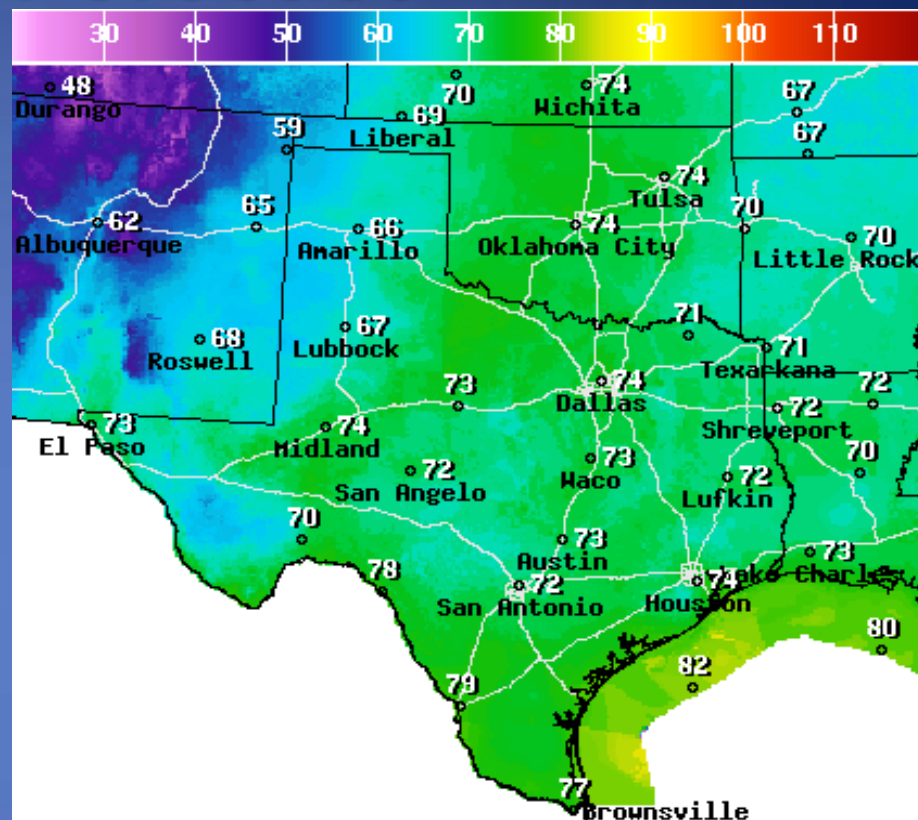 30 40 50 60 70 80 90 100 110
48
Durango
70
74
Wichita
67
69
Liberal
59
67
74
Tulsa
62
Albuquerque
65
66
Amarillo
74
Oklahoma City
70
70
Little Rock
68
Roswell
67
Lubbock
71
71
Texarkana
74
Dallas
73
72
Shreveport
72
73
El Paso
74
Midland
72
San Angelo
73
Waco
72
Lufkin
70
70
73
Austin
73
Lake Charles
78
72
San Antonio
74
Houston
80
82
79
77
Brownsville